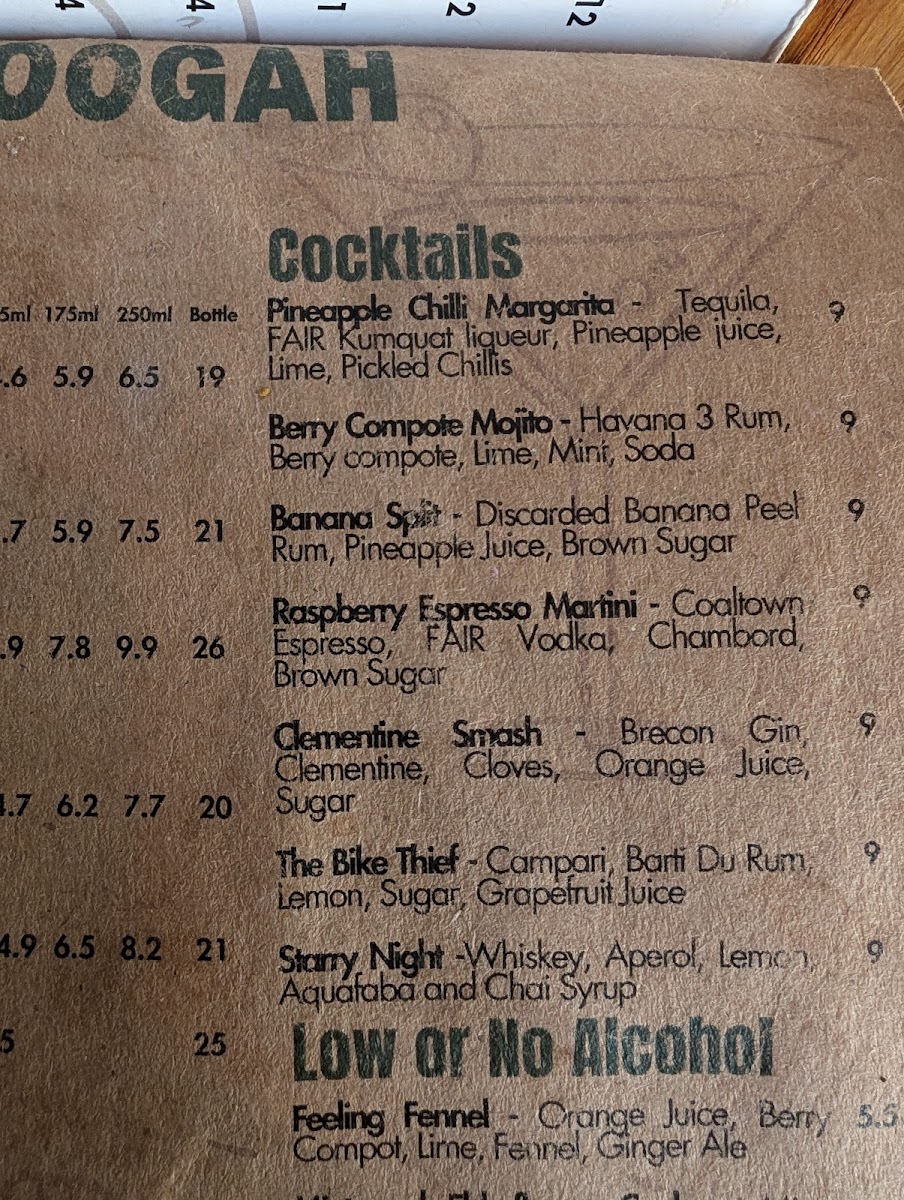 4 4 1 2 12
OOGAH
Cocktails
5ml 175ml 250ml Bottle
.6 5.9 6.5 19
.7 5.9 7.5 21
.9 7.8 9.9 26
4.7 6.2 7.7 20
4.9 6.5 8.2 21
5 25
Pineapple Chilli Margarita - Tequila, 9
FAIR Kumquat liqueur, Pineapple juice,
Lime, Pickled Chillis
Berry Compote Mojito - Havana 3 Rum, 9
Berry compote, Lime, Mint, Soda
Banana Split - Discarded Banana Peel 9
Rum, Pineapple Juice, Brown Sugar
Raspberry Espresso Martini - Coaltown 9
Espresso, FAIR Vodka, Chambord,
Brown Sugar
Clementine Smash - Brecon Gin, 9
Clementine, Cloves, Orange Juice,
Sugar
The Bike Thief - Campari, Barti Du Rum, 9
Lemon, Sugar, Grapefruit Juice
Starry Night -Whiskey, Aperol, Lemon, 9
Aquafaba and Chai Syrup
Low or No Alcohol
Feeling Fennel - Orange Juice, Berry 5.5
Compot, Lime, Fennel, Ginger Ale